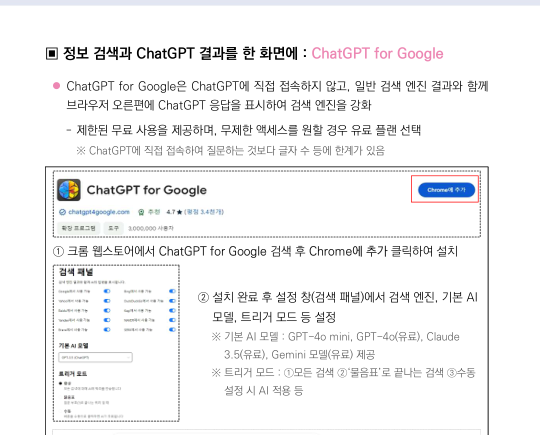 ▣ 정보 검색과 ChatGPT 결과를 한 화면에 : ChatGPT for Google
● ChatGPT for Google은 ChatGPT에 직접 접속하지 않고, 일반 검색 엔진 결과와 함께
브라우저 오른편에 ChatGPT 응답을 표시하여 검색 엔진을 강화
- 제한된 무료 사용을 제공하며, 무제한 액세스를 원할 경우 유료 플랜 선택
※ ChatGPT에 직접 접속하여 질문하는 것보다 글자 수 등에 한계가 있음
ChatGPT for Google
Chrome에 추가
chatgpt4google.com 추천 4.7★(평점 3.4천개)
확장 프로그램 도구 3,000,000 사용자
① 크롬 웹스토어에서 ChatGPT for Google 검색 후 Chrome에 추가 클릭하여 설치
검색 패널
② 설치 완료 후 설정 창(검색 패널)에서 검색 엔진, 기본 AI
모델, 트리거 모드 등 설정
※ 기본 AI 모델 : GPT-4o mini, GPT-4o(유료), Claude
3.5(유료), Gemini 모델(유료) 제공
※ 트리거 모드 : ①모든 검색 ②'물음표'로 끝나는 검색 ③수동
설정 시 AI 적용 등
기본 AI 모델
트리거 모드
물음표
수동